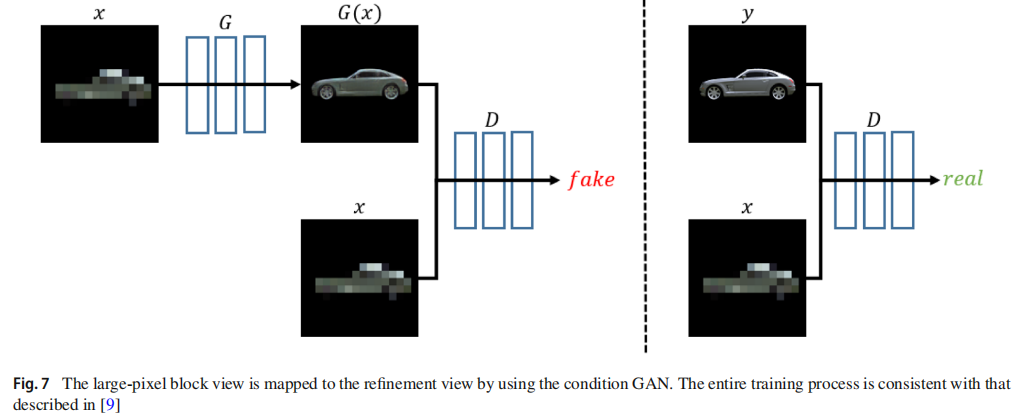 x
G
G(x)
D
fake
x
y
D
real
x
Fig. 7 The large-pixel block view is mapped to the refinement view by using the condition GAN. The entire training process is consistent with that
described in [9]